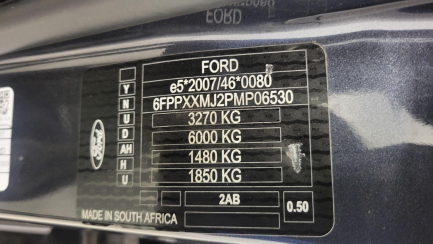 FORD
Y e5*2007/46*0080
N 6FPPXXMJ2PMP06530
U 3270 KG
D 6000 KG
AH 1480 KG
H 1850 KG
U
2AB 0.50
MADE IN SOUTH AFRICA
Ford